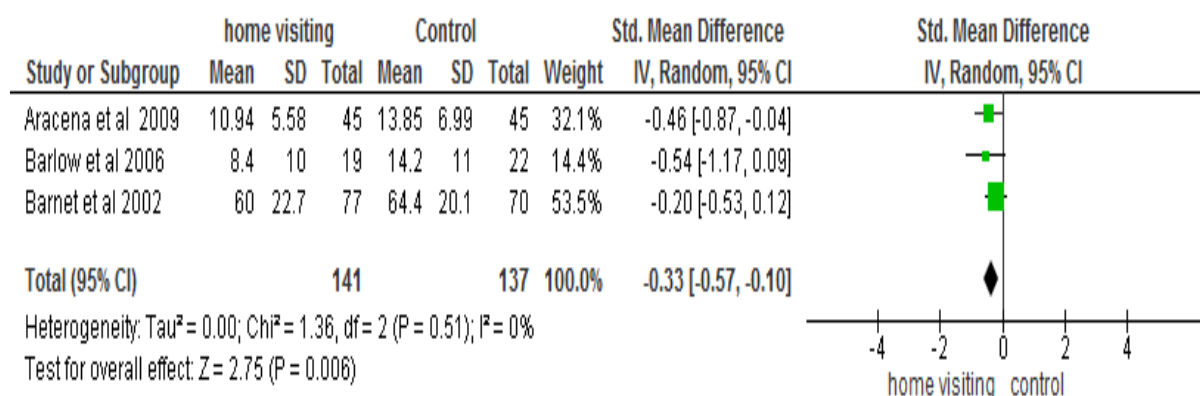 home visiting Control Std. Mean Difference Std. Mean Difference
Study or Subgroup Mean SD Total Mean SD Total Weight IV, Random, 95% CI IV, Random, 95% CI
Aracena et al 2009 10.94 5.58 45 13.85 6.99 45 32.1% -0.46 [-0.87, -0.04]
Barlow et al 2006 8.4 10 19 14.2 11 22 14.4% -0.54 [-1.17, 0.09]
Barnet et al 2002 60 22.7 77 64.4 20.1 70 53.5% -0.20 [-0.53, 0.12]
Total (95% CI) 141 137 100.0% -0.33 [-0.57, -0.10]
Heterogeneity: Tau² = 0.00; Chi² = 1.36, df = 2 (P = 0.51); I² = 0%
Test for overall effect: Z = 2.75 (P = 0.006)
-4 -2 0 2 4
home visiting control